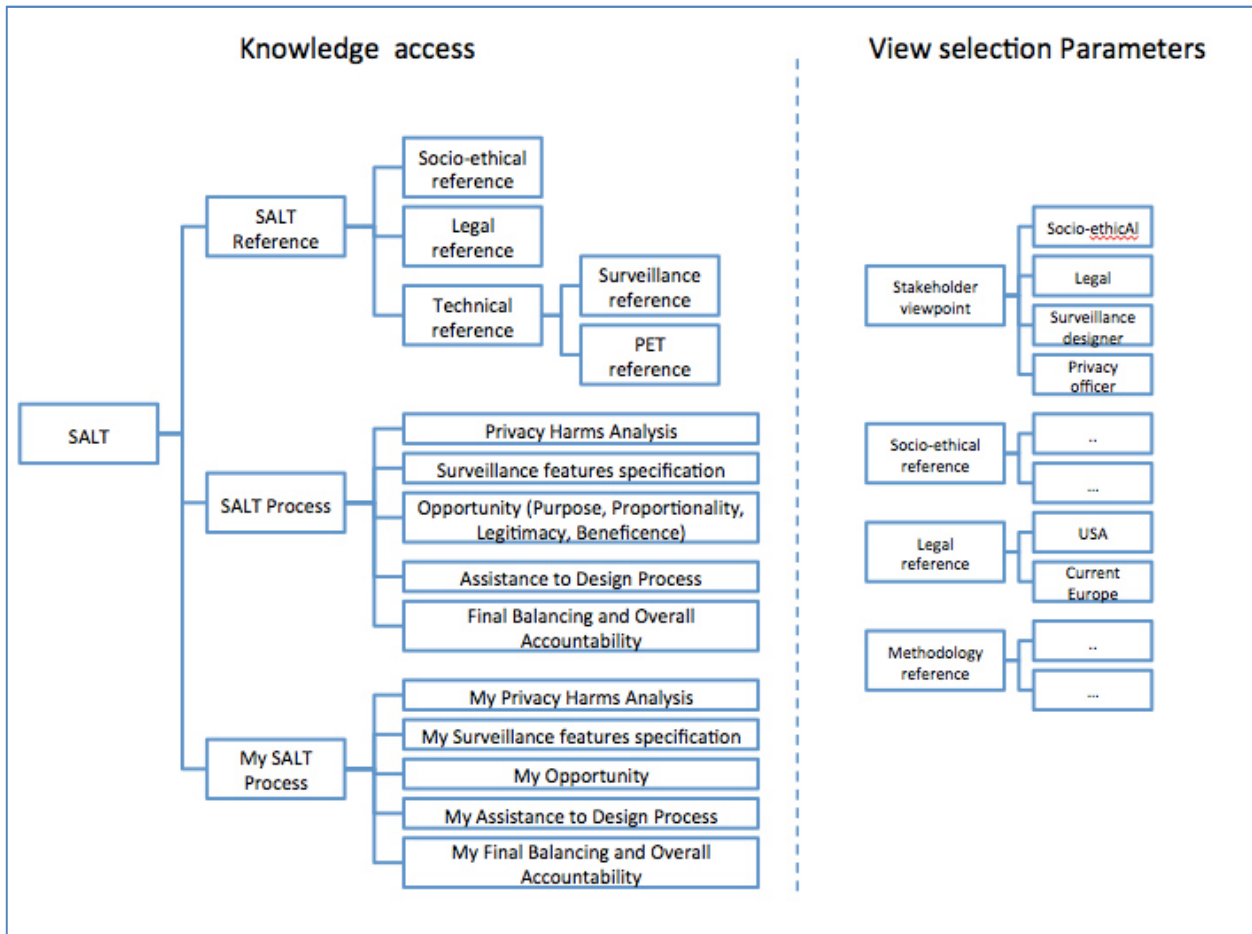 Knowledge access
View selection Parameters
Socio-ethical
reference
SALT
Reference
Legal
reference
Technical
reference
Surveillance
reference
PET
reference
SALT
Privacy Harms Analysis
Surveillance features specification
SALT Process
Opportunity (Purpose, Proportionality,
Legitimacy, Beneficence)
Assistance to Design Process
Final Balancing and Overall
Accountability
My Privacy Harms Analysis
My Surveillance features specification
My SALT
Process
My Opportunity
My Assistance to Design Process
My Final Balancing and Overall
Accountability
Stakeholder
viewpoint
Socio-ethicAl
Legal
Surveillance
designer
Privacy
officer
Socio-ethical
reference
..
...
Legal
reference
USA
Current
Europe
Methodology
reference
..
...